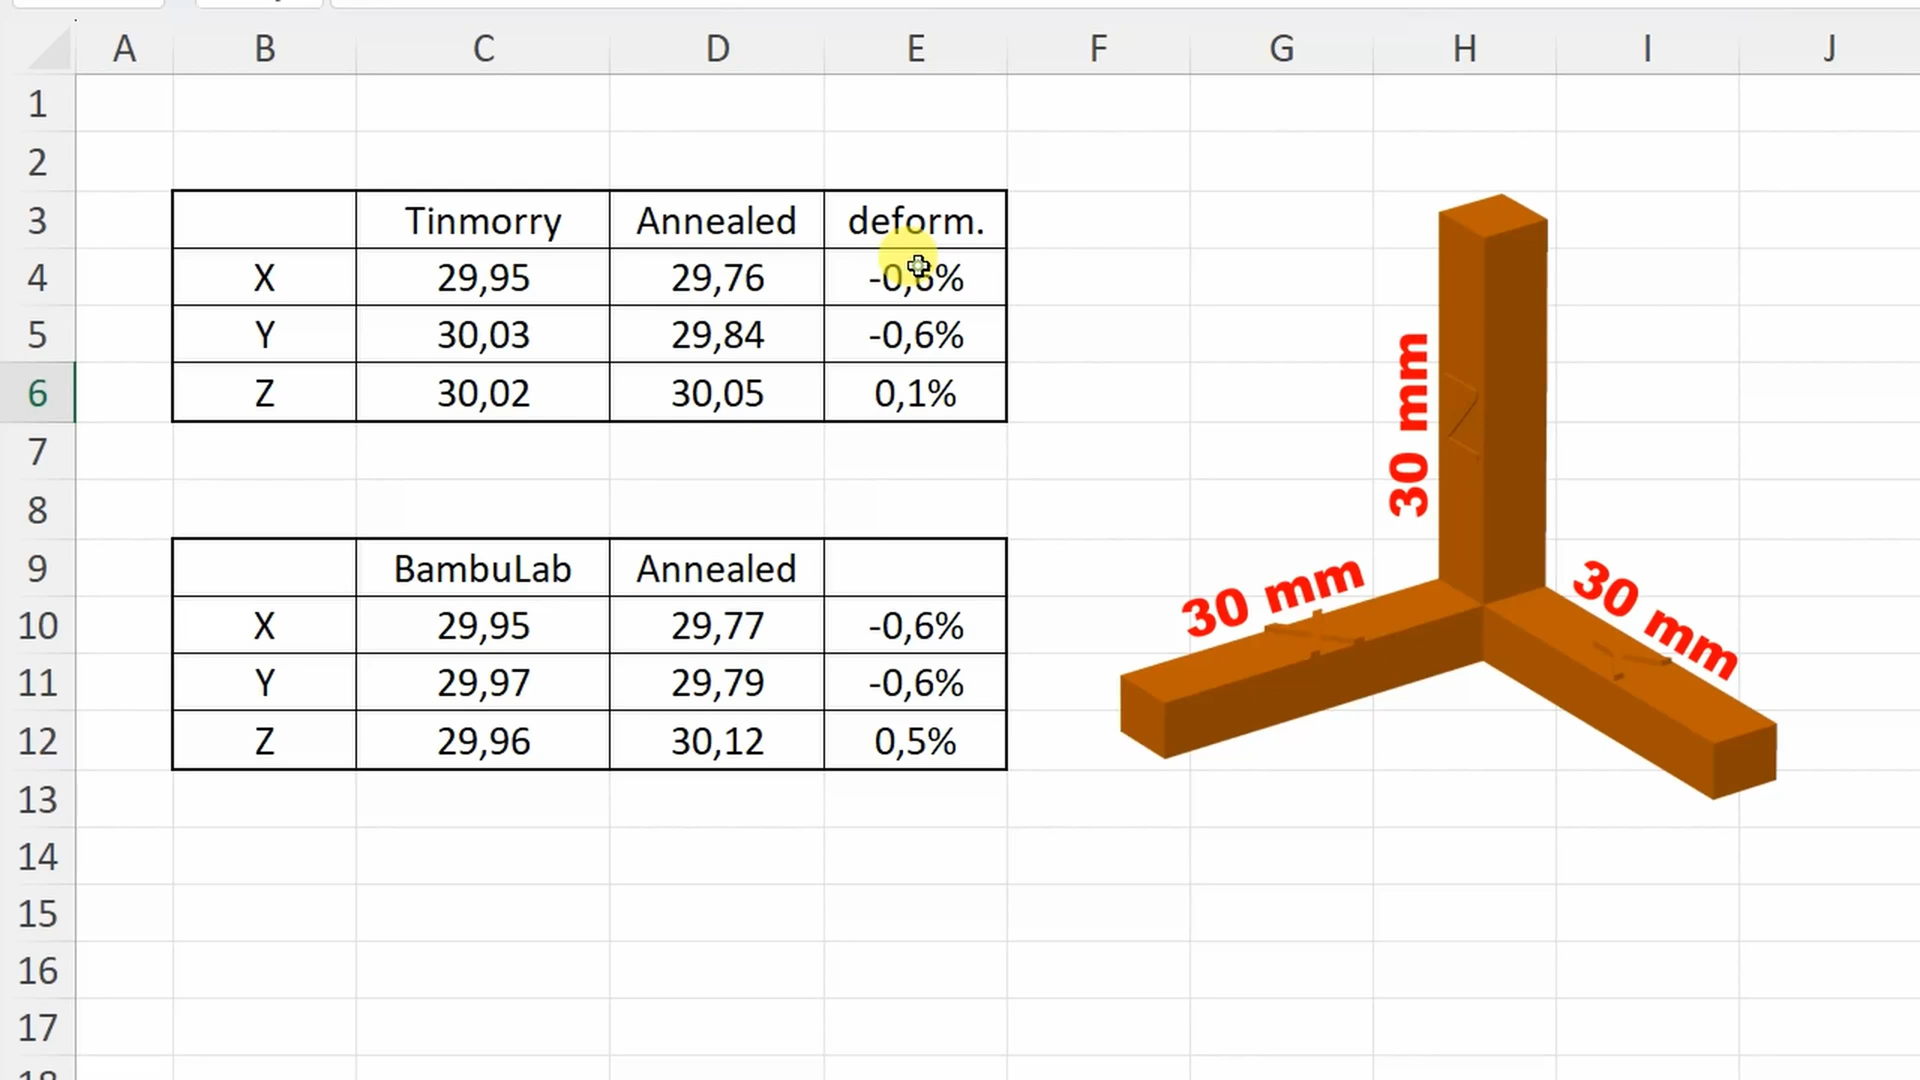 A B C D E F G H I J
1
2
3 Tinmorry Annealed deform.
4 X 29,95 29,76 -0,6%
5 Y 30,03 29,84 -0,6%
6 Z 30,02 30,05 0,1%
7
8
9 BambuLab Annealed
10 X 29,95 29,77 -0,6%
11 Y 29,97 29,79 -0,6%
12 Z 29,96 30,12 0,5%
13
14
15
16
17
18
30 mm
Z
30 mm
X
30 mm
Y